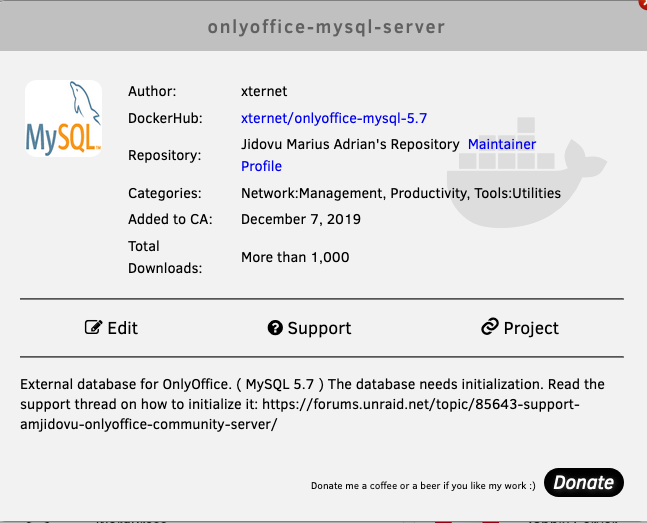 onlyoffice-mysql-server
MySQL
Author: xternet
DockerHub: xternet/onlyoffice-mysql-5.7
Repository: Jidovu Marius Adrian's Repository Maintainer
Profile
Categories: Network:Management, Productivity, Tools:Utilities
Added to CA: December 7, 2019
Total
Downloads: More than 1,000
Edit Support Project
External database for OnlyOffice. ( MySQL 5.7 ) The database needs initialization. Read the
support thread on how to initialize it: https://forums.unraid.net/topic/85643-support-
amjidovu-onlyoffice-community-server/
Donate me a coffee or a beer if you like my work :) Donate